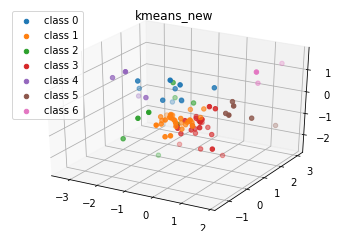 kmeans_new
class 0
class 1
class 2
class 3
class 4
class 5
class 6
1
0
−1
−2
3
2
1
0
−1
−3
−2
−1
0
1
2